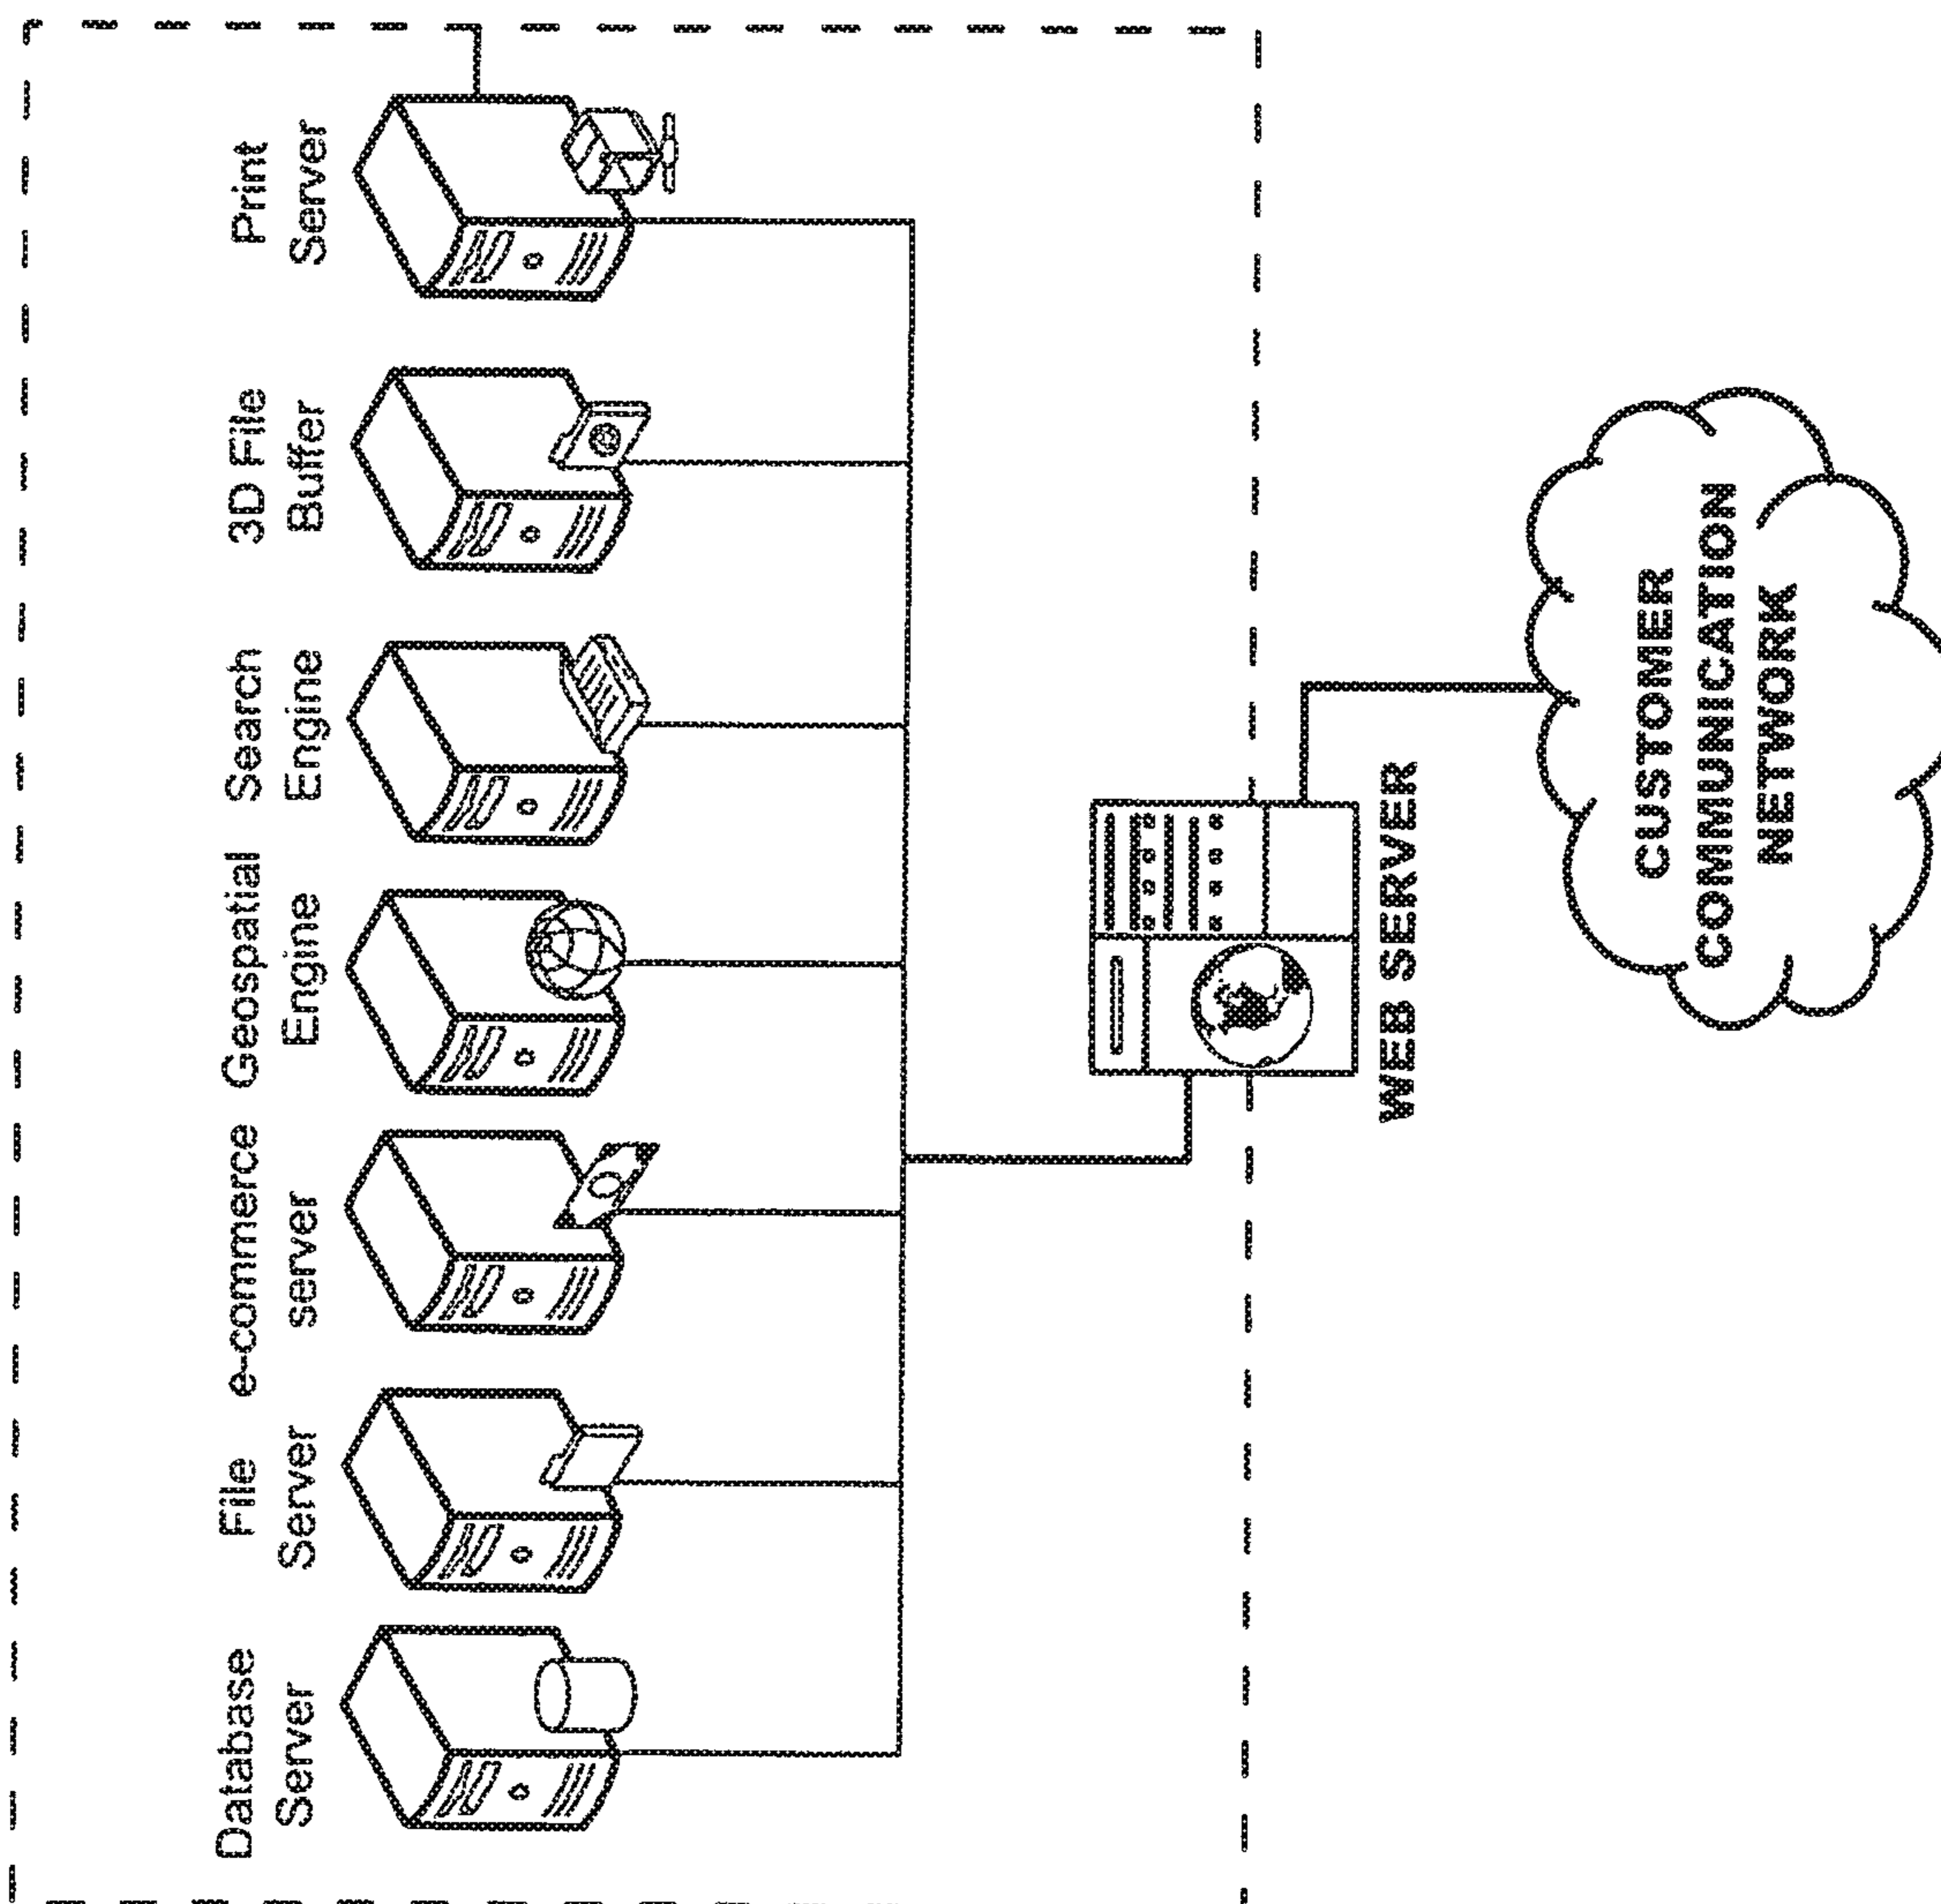 Database
Server
File
Server
e-commerce
server
Geospatial
Engine
Search
Engine
3D File
Buffer
Print
Server
WEB SERVER
CUSTOMER
COMMUNICATION
NETWORK